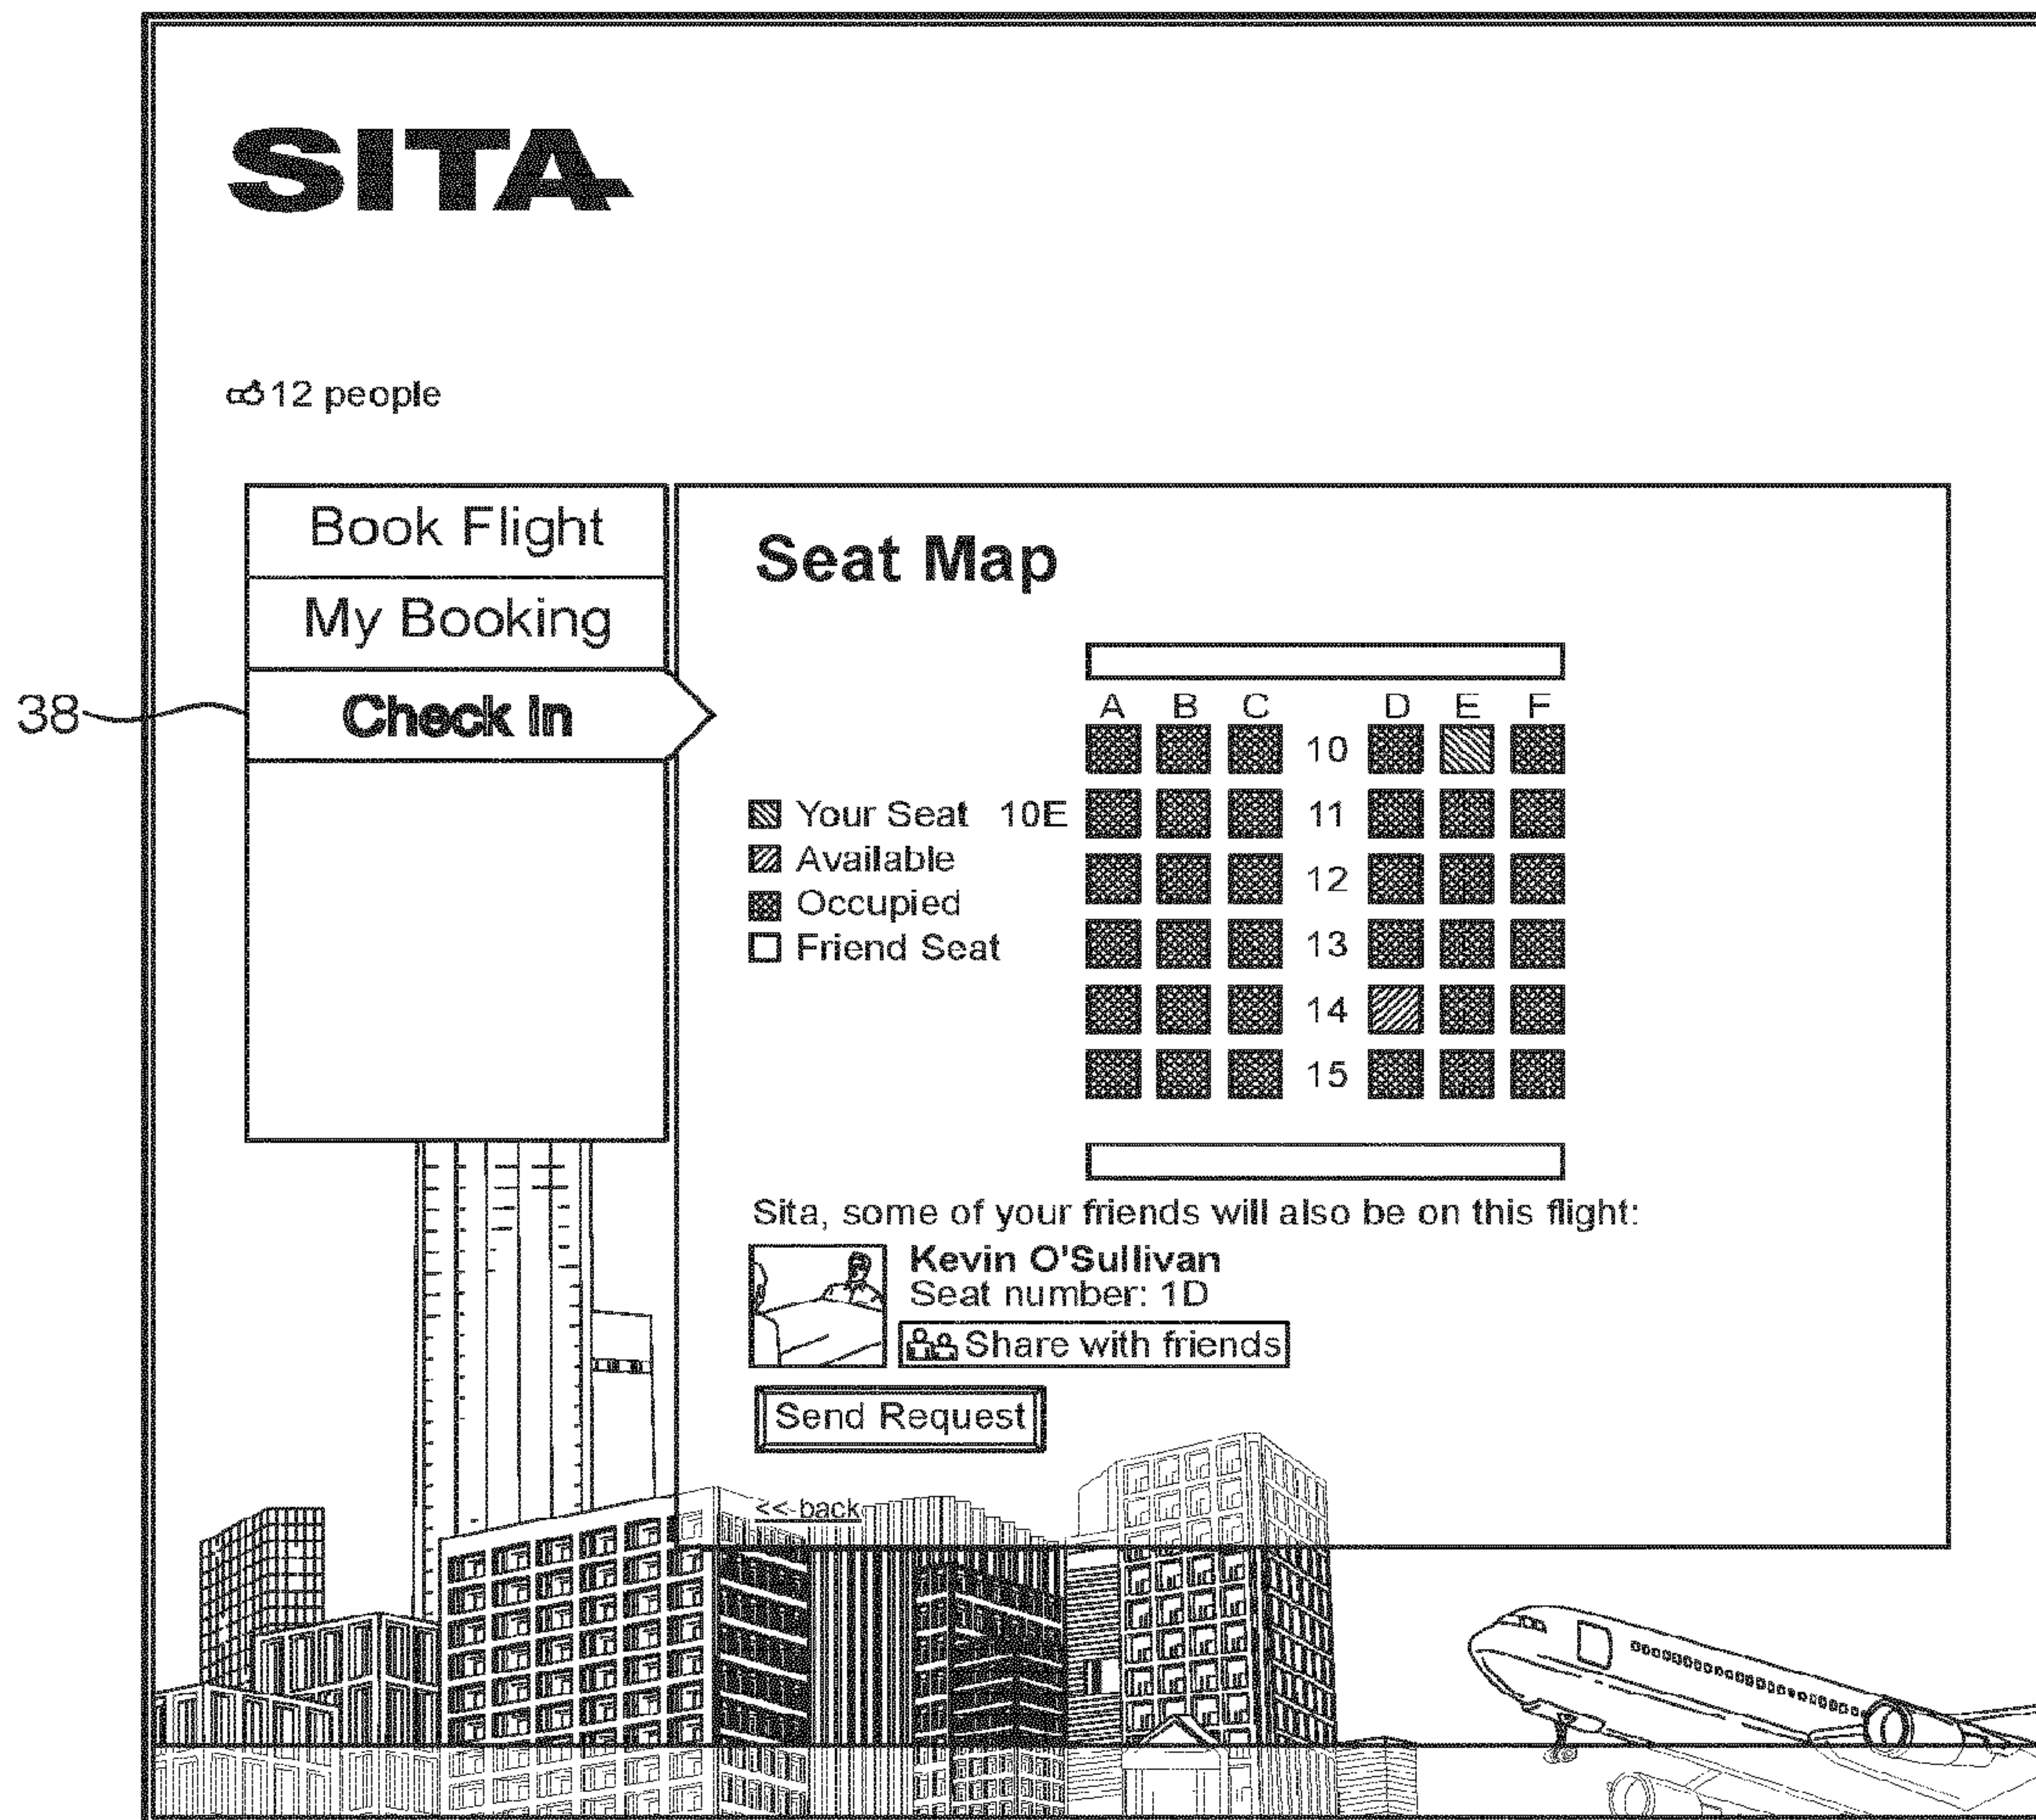 SITA
12 people
Book Flight
My Booking
38
Check In
Seat Map
A B C D E F
10
Your Seat 10E
11
Available
12
Occupied
Friend Seat
13
14
15
Sita, some of your friends will also be on this flight:
Kevin O'Sullivan
Seat number: 1D
Share with friends
Send Request
<<-back